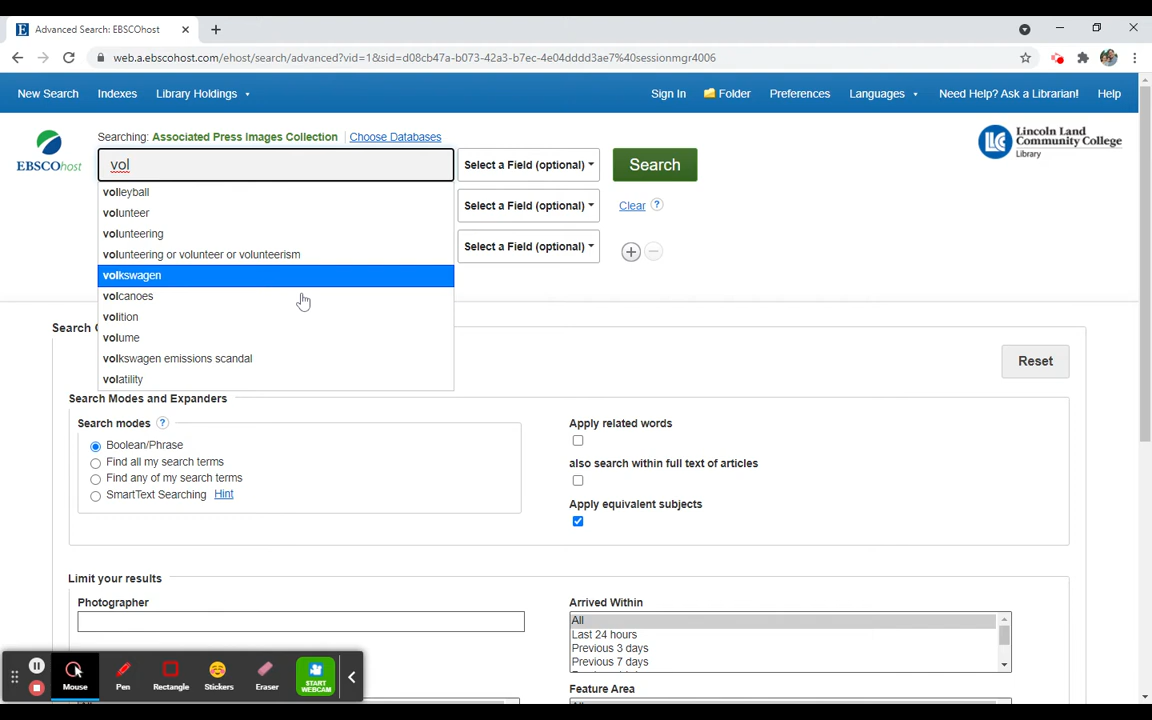 Advanced Search: EBSCOhost
web.a.ebscohost.com/ehost/search/advanced?vid=1&sid=d08cb47a-b073-42a3-b7ec-4e04dddd3ae7%40sessionmgr4006
New Search Indexes Library Holdings Sign In Folder Preferences Languages Need Help? Ask a Librarian! Help
Searching: Associated Press Images Collection Choose Databases
EBSCOhost
vol Select a Field (optional) Search
LLC Lincoln Land Community College Library
volleyball
volunteer Select a Field (optional) Clear ?
volunteering
volunteering or volunteer or volunteerism Select a Field (optional)
volkswagen
volcanoes
volition
Search
volume
volkswagen emissions scandal Reset
volatility
Search Modes and Expanders
Search modes ? Apply related words
Boolean/Phrase
Find all my search terms also search within full text of articles
Find any of my search terms
SmartText Searching Hint Apply equivalent subjects
Limit your results
Photographer Arrived Within
All
Last 24 hours
Previous 3 days
Previous 7 days
Mouse Pen Rectangle Stickers Eraser START WEBCAM
Feature Area